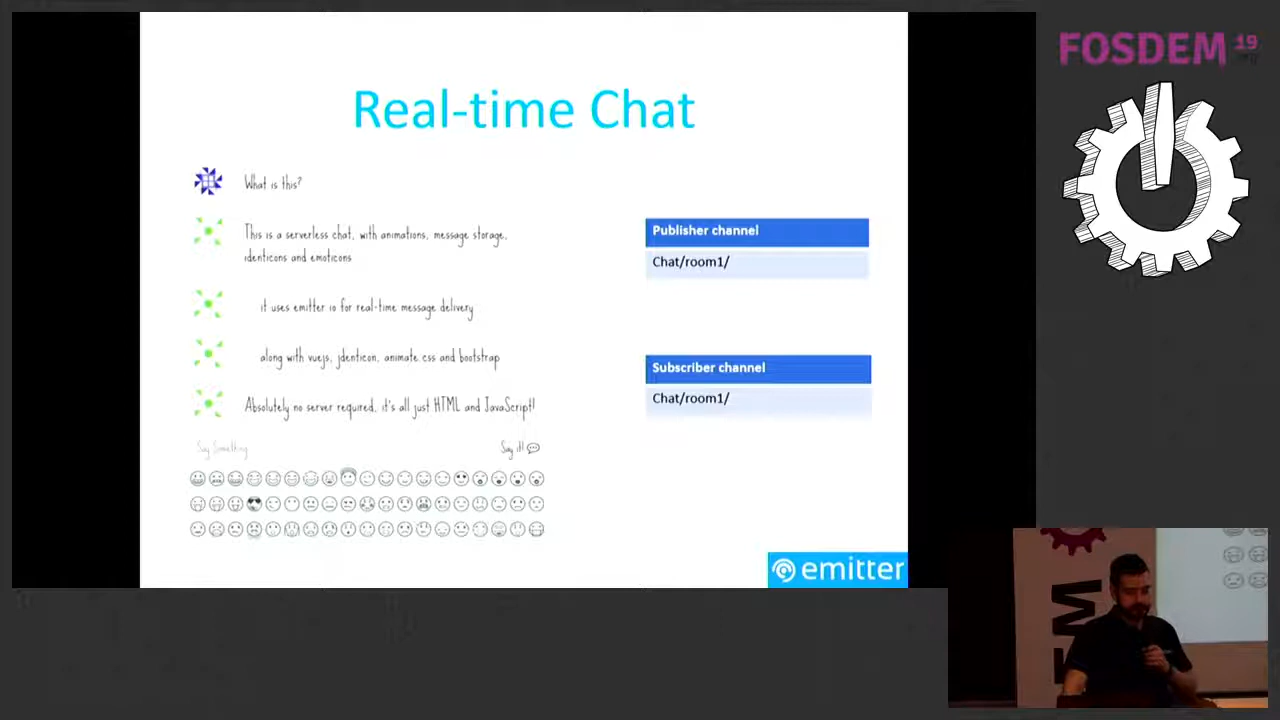 Real-time Chat
What is this?
This is a serverless chat, with animations, message storage,
identicons and emoticons
it uses emitter io for real-time message delivery
along with vuejs, jdenticon, animate.css and bootstrap
Absolutely no server required, it's all just HTML and JavaScript!
Say Something
Say it!
Publisher channel
Chat/room1/
Subscriber channel
Chat/room1/
emitter
FOSDEM 19